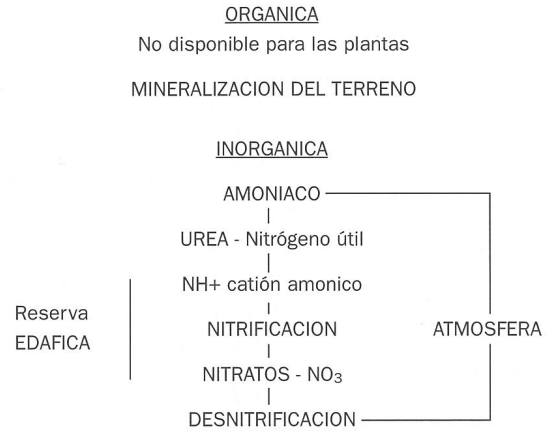 ORGANICA
No disponible para las plantas
MINERALIZACION DEL TERRENO
INORGANICA
AMONIACO
UREA - Nitrógeno útil
NH+ catión amonico
Reserva
EDAFICA
NITRIFICACION
ATMOSFERA
NITRATOS - NO₃
DESNITRIFICACION